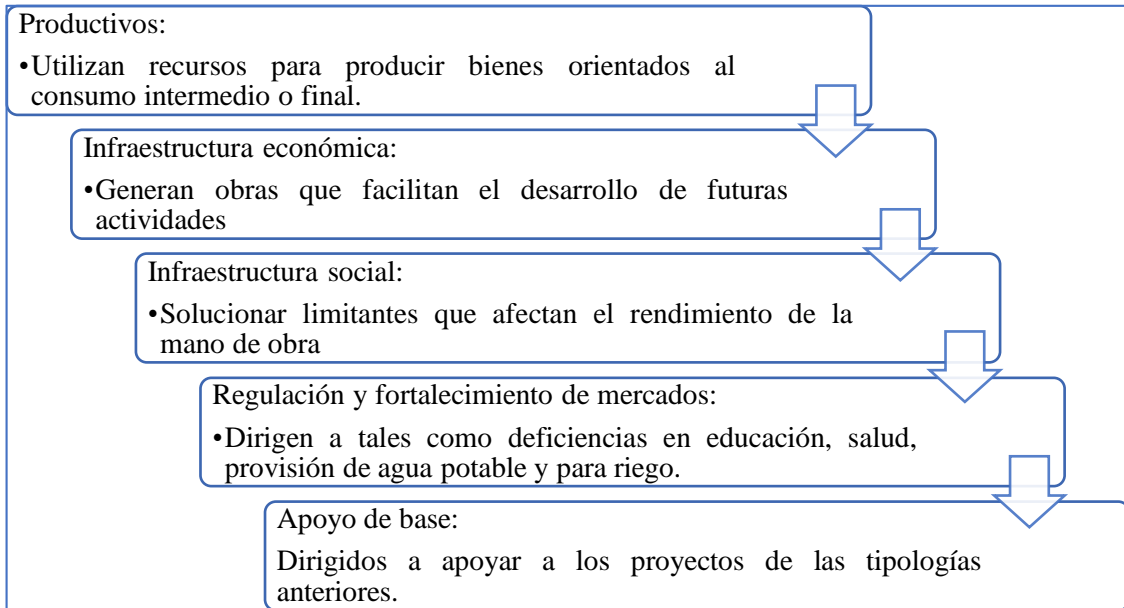 Productivos:
•Utilizan recursos para producir bienes orientados al
consumo intermedio o final.
Infraestructura económica:
•Generan obras que facilitan el desarrollo de futuras
actividades
Infraestructura social:
•Solucionar limitantes que afectan el rendimiento de la
mano de obra
Regulación y fortalecimiento de mercados:
•Dirigen a tales como deficiencias en educación, salud,
provisión de agua potable y para riego.
Apoyo de base:
Dirigidos a apoyar a los proyectos de las tipologías
anteriores.